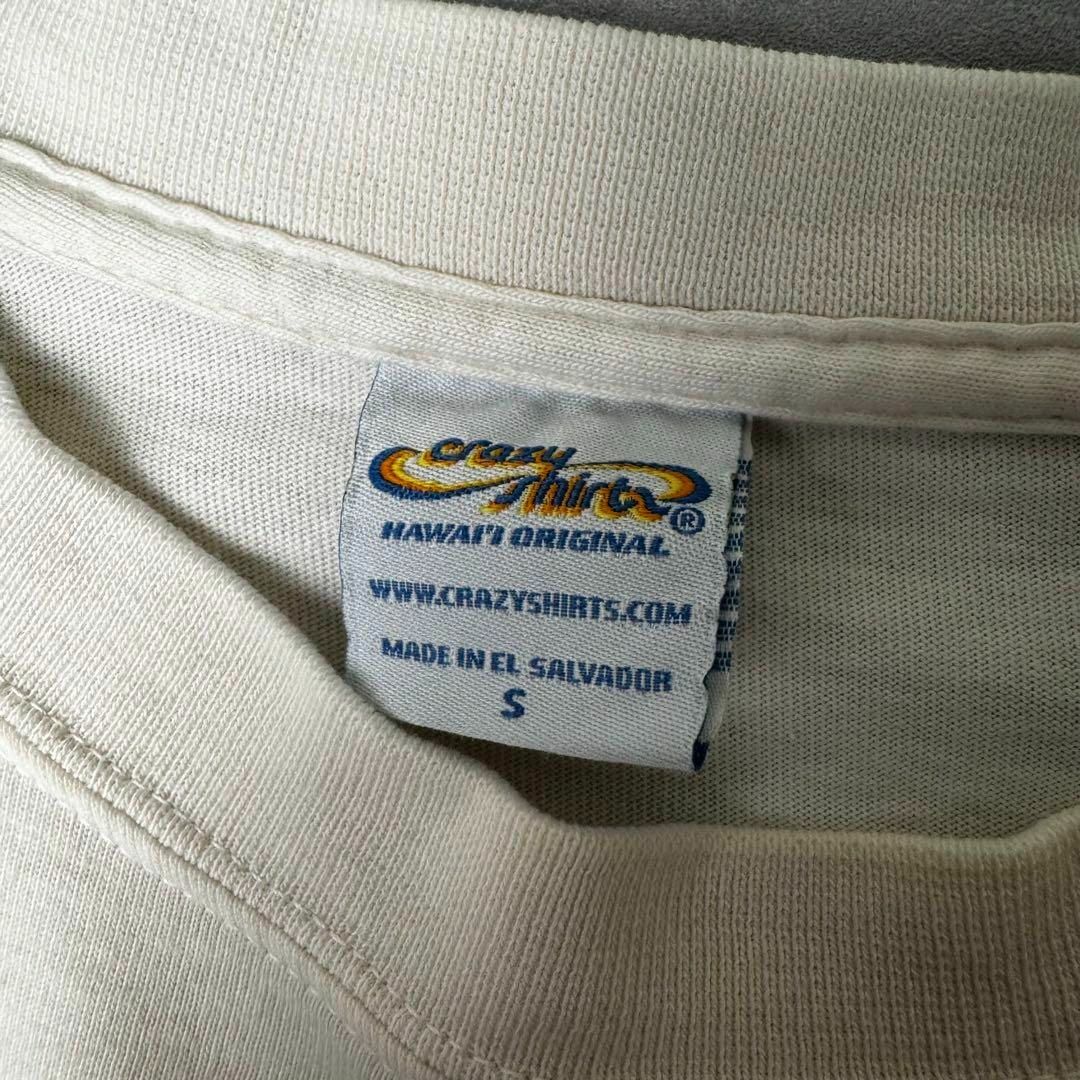 crazy
shirts®
HAWAI'I ORIGINAL
WWW.CRAZYSHIRTS.COM
MADE IN EL SALVADOR
S